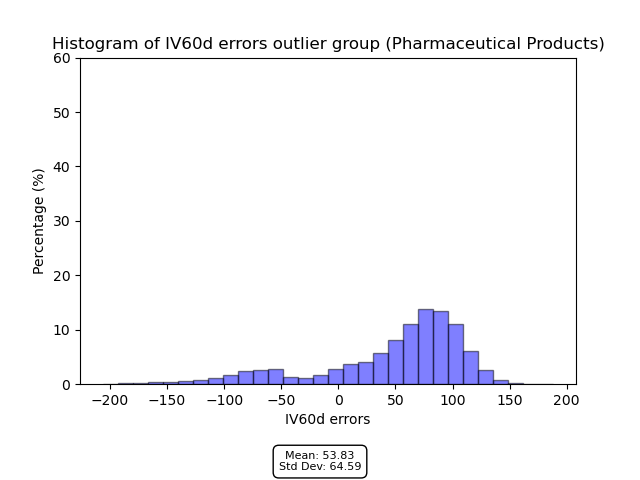 Histogram of IV60d errors outlier group (Pharmaceutical Products)
60
50
40
30
20
10
0
Percentage (%)
−200 −150 −100 −50 0 50 100 150 200
IV60d errors
Mean: 53.83
Std Dev: 64.59